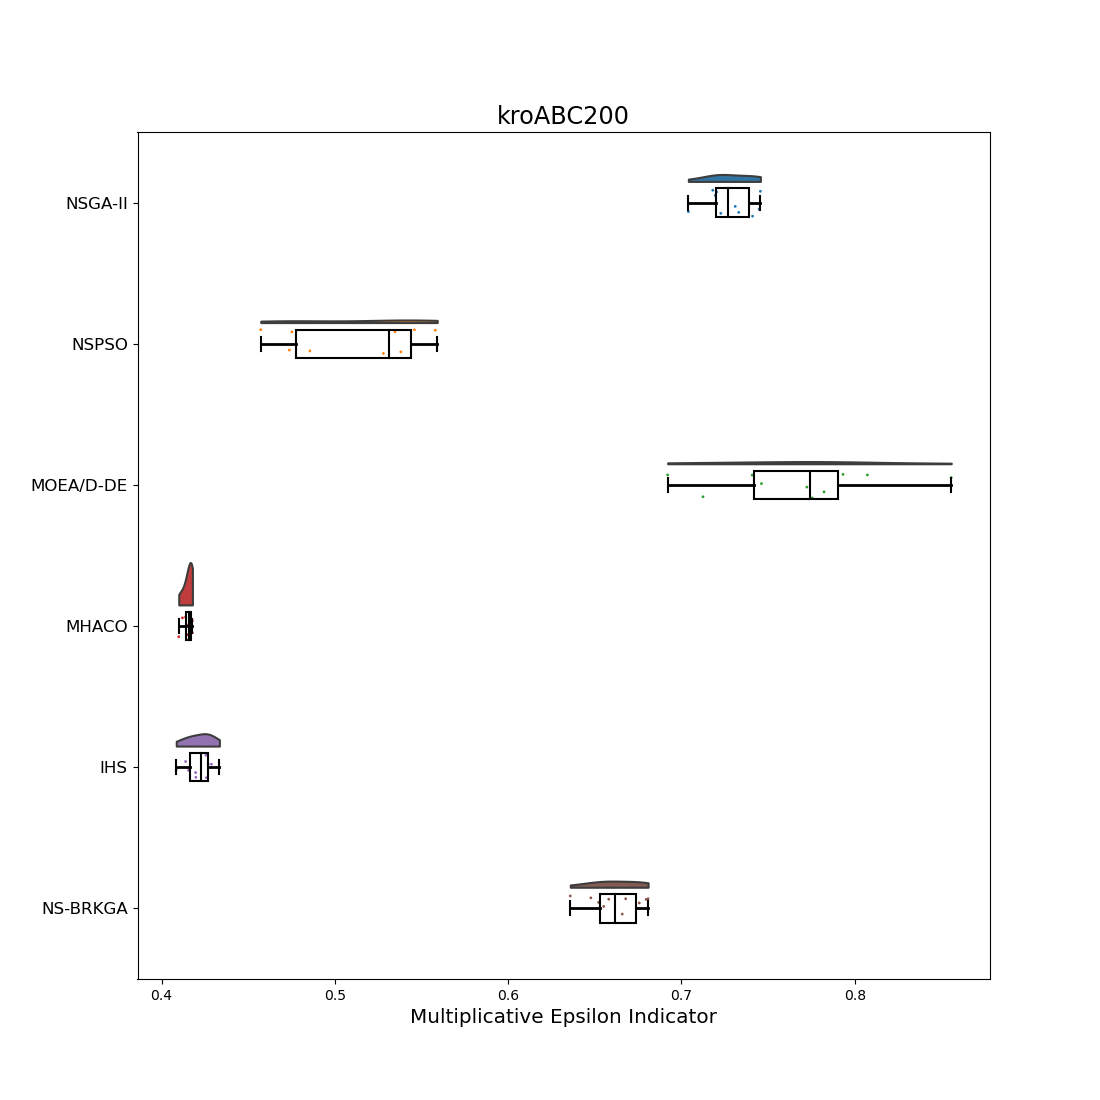 kroABC200
NSGA-II
NSPSO
MOEA/D-DE
MHACO
IHS
NS-BRKGA
0.4 0.5 0.6 0.7 0.8
Multiplicative Epsilon Indicator